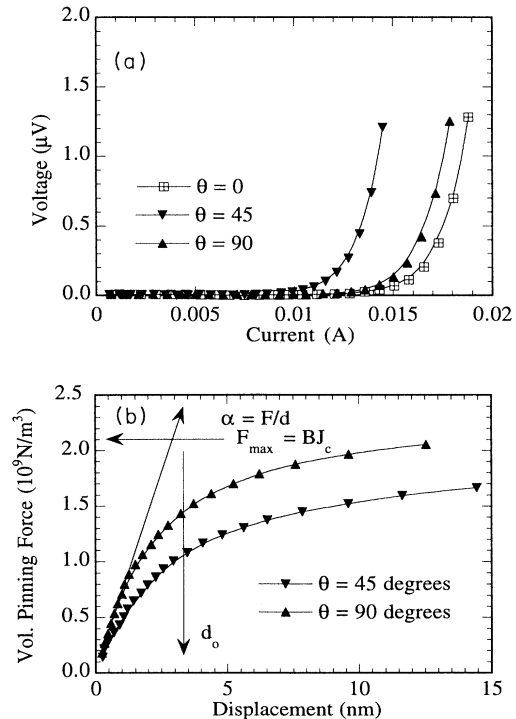 2.0
(a)
1.5
Voltage (μV)
1.0
θ = 0
θ = 45
θ = 90
0.5
0.0
0 0.005 0.01 0.015 0.02
Current (A)
2.5
(b)
α = F/d
F_max = BJ_c
2.0
Vol. Pinning Force (10⁹N/m³)
1.5
1.0
θ = 45 degrees
θ = 90 degrees
0.5
d_o
0.0
0 5 10 15
Displacement (nm)